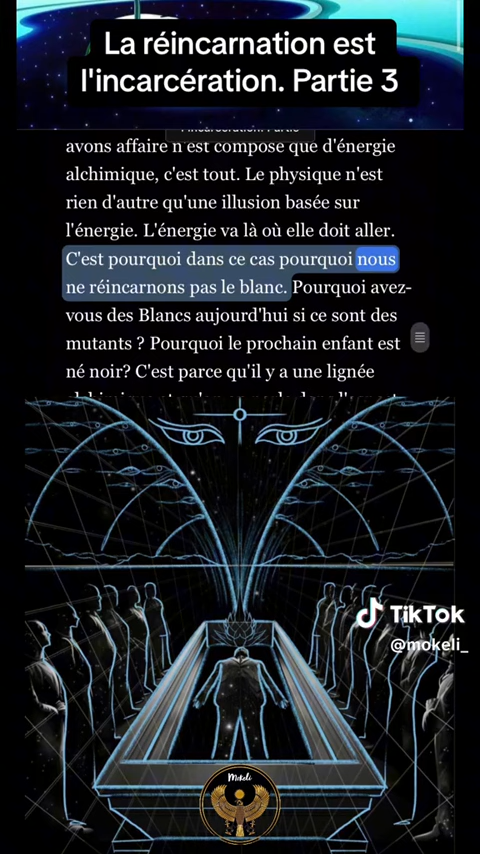 La réincarnation est
l'incarcération. Partie 3
avons affaire n'est composé que d'énergie
alchimique, c'est tout. Le physique n'est
rien d'autre qu'une illusion basée sur
l'énergie. L'énergie va là où elle doit aller.
C'est pourquoi dans ce cas pourquoi nous
ne réincarnons pas le blanc. Pourquoi avez-
vous des Blancs aujourd'hui si ce sont des
mutants ? Pourquoi le prochain enfant est
né noir? C'est parce qu'il y a une lignée
TikTok
@mokeli_
Mokeli